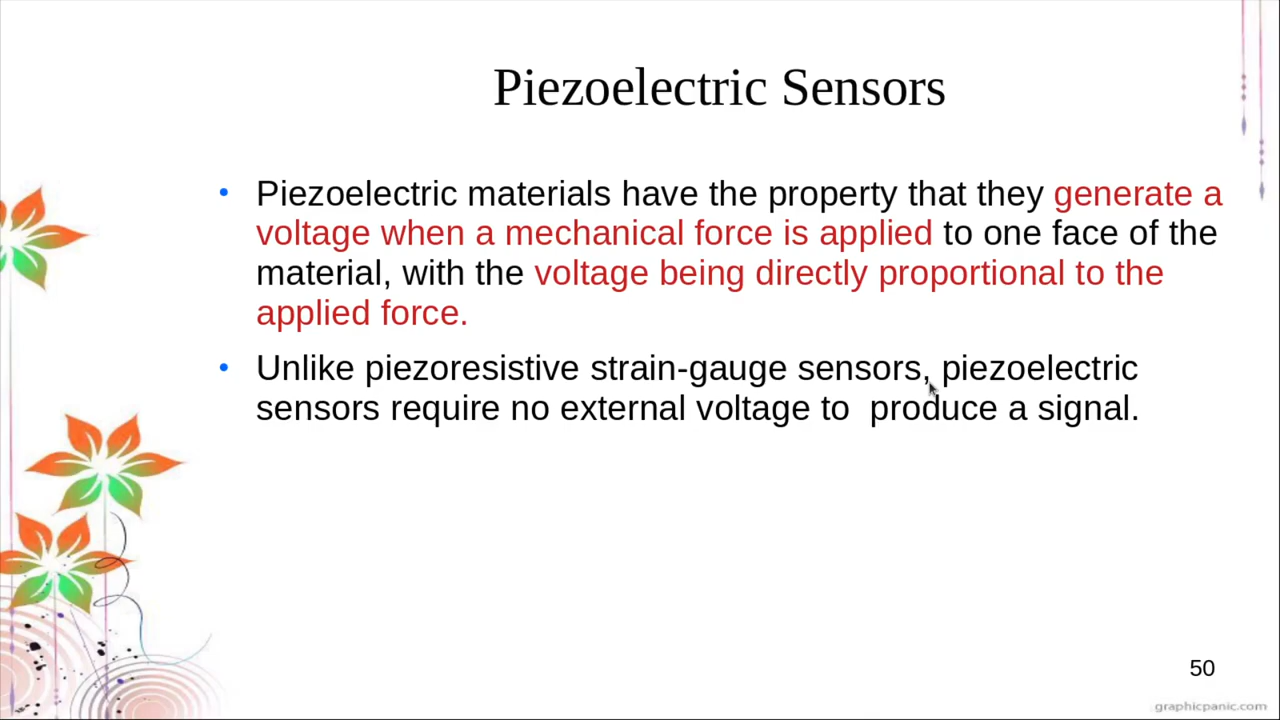 Piezoelectric Sensors
• Piezoelectric materials have the property that they generate a
voltage when a mechanical force is applied to one face of the
material, with the voltage being directly proportional to the
applied force.
• Unlike piezoresistive strain-gauge sensors, piezoelectric
sensors require no external voltage to  produce a signal.
50
graphicpanic.com